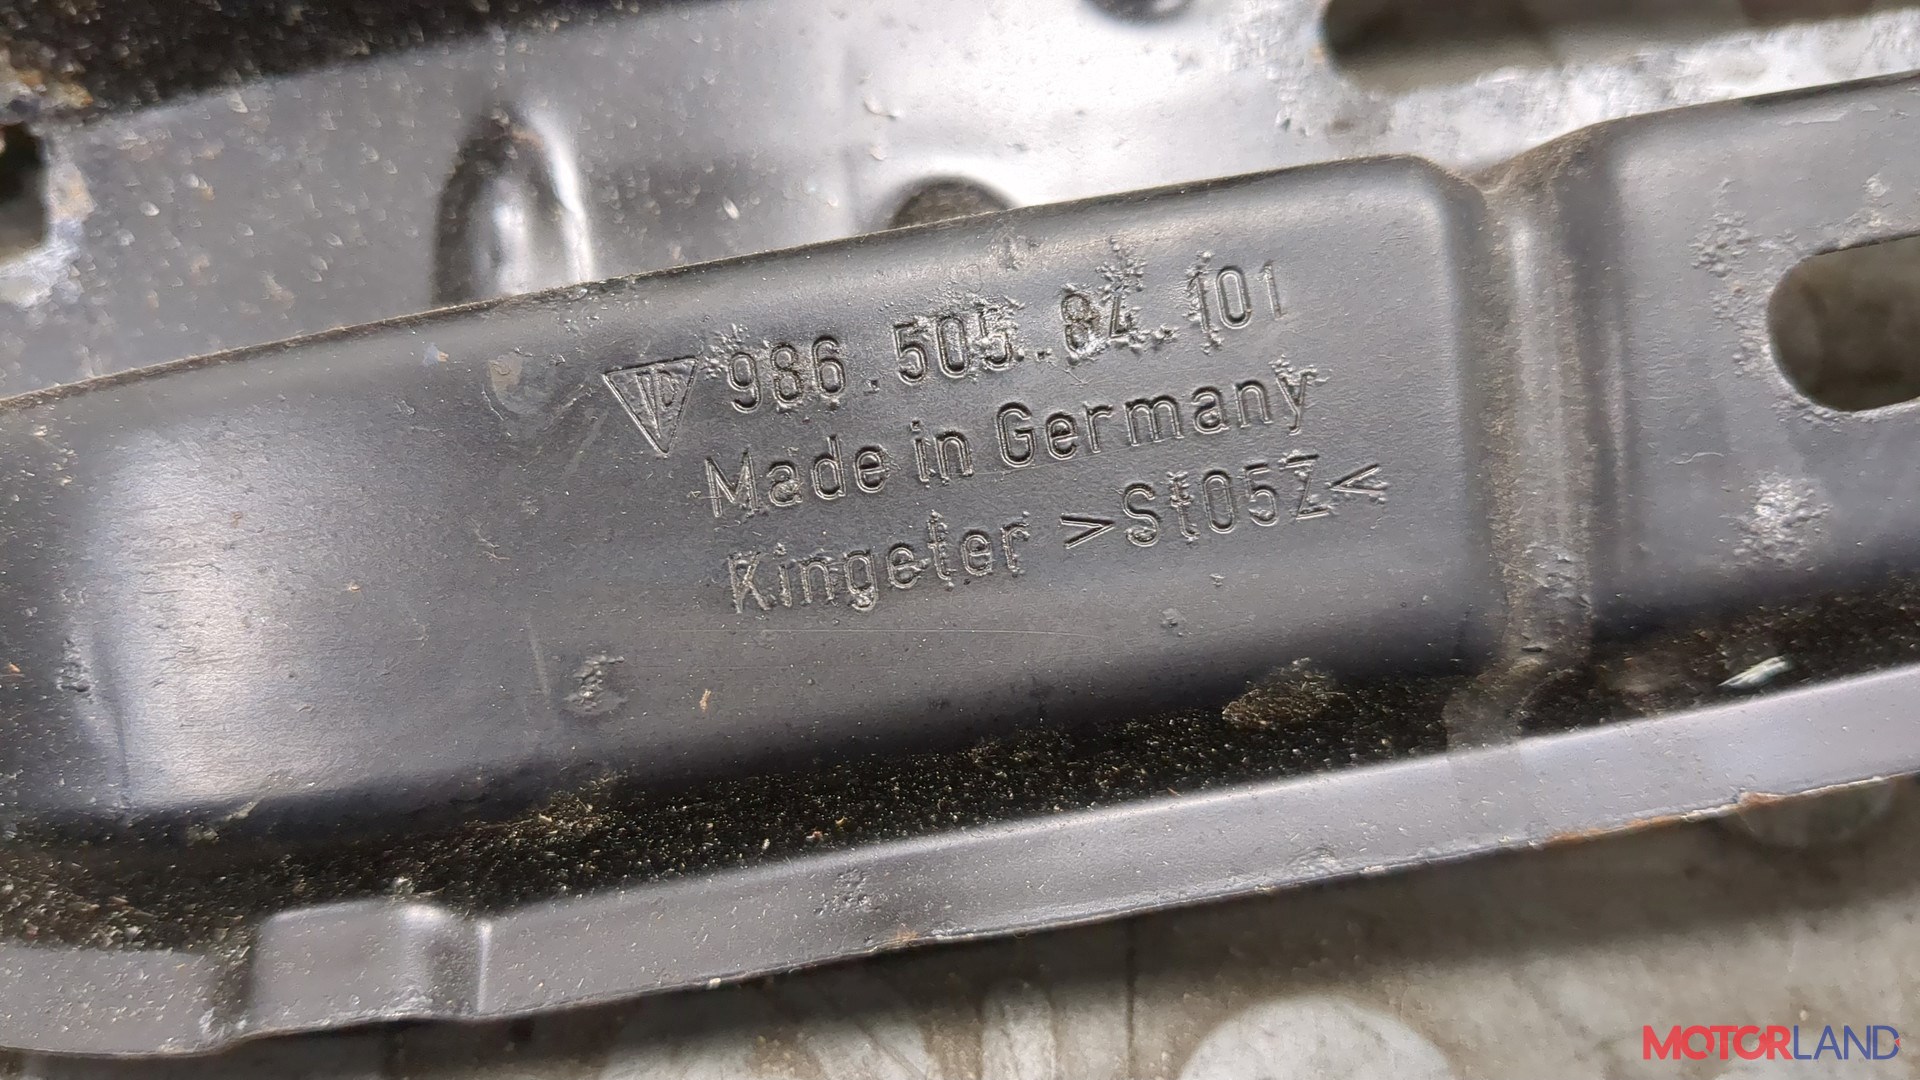 986.505.84.101
Made in Germany
Kingeter >St05Z<
MOTORLAND